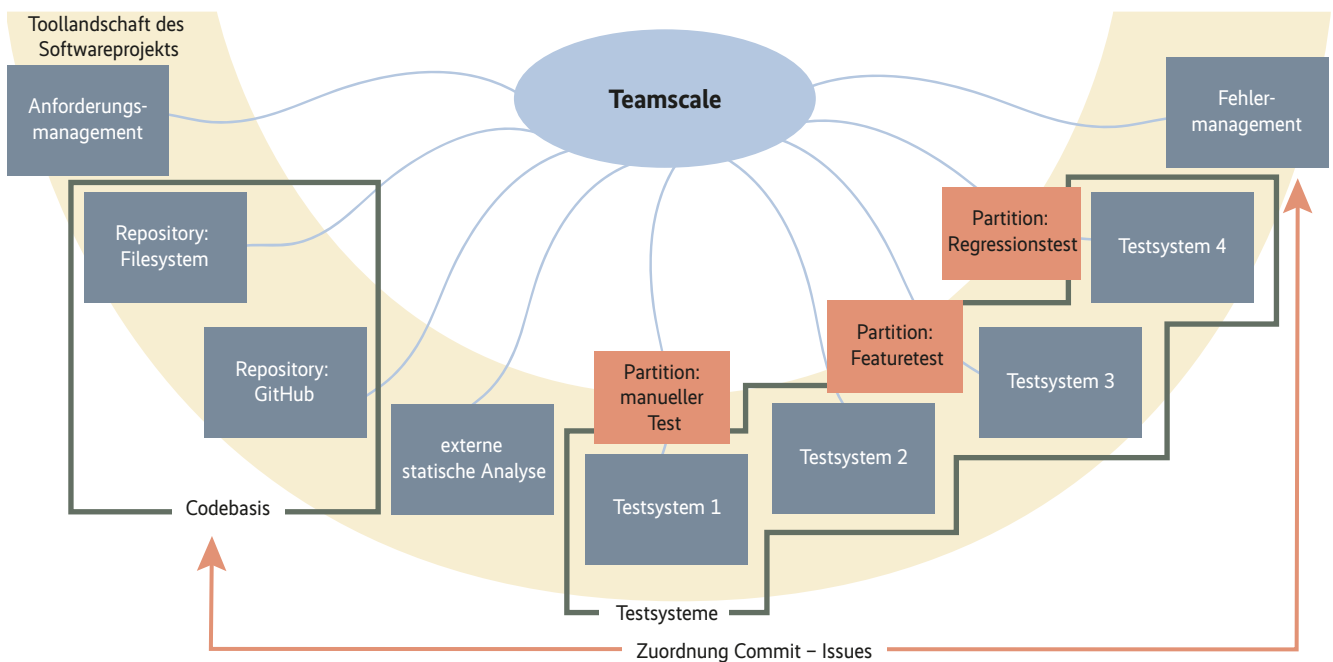 Toollandschaft des
Softwareprojekts
Teamscale
Anforderungs-
management
Fehler-
management
Repository:
Filesystem
Partition:
Regressionstest
Testsystem 4
Repository:
GitHub
Partition:
Featuretest
Testsystem 3
Partition:
manueller
Test
externe
statische Analyse
Testsystem 2
Testsystem 1
Codebasis
Testsysteme
Zuordnung Commit – Issues